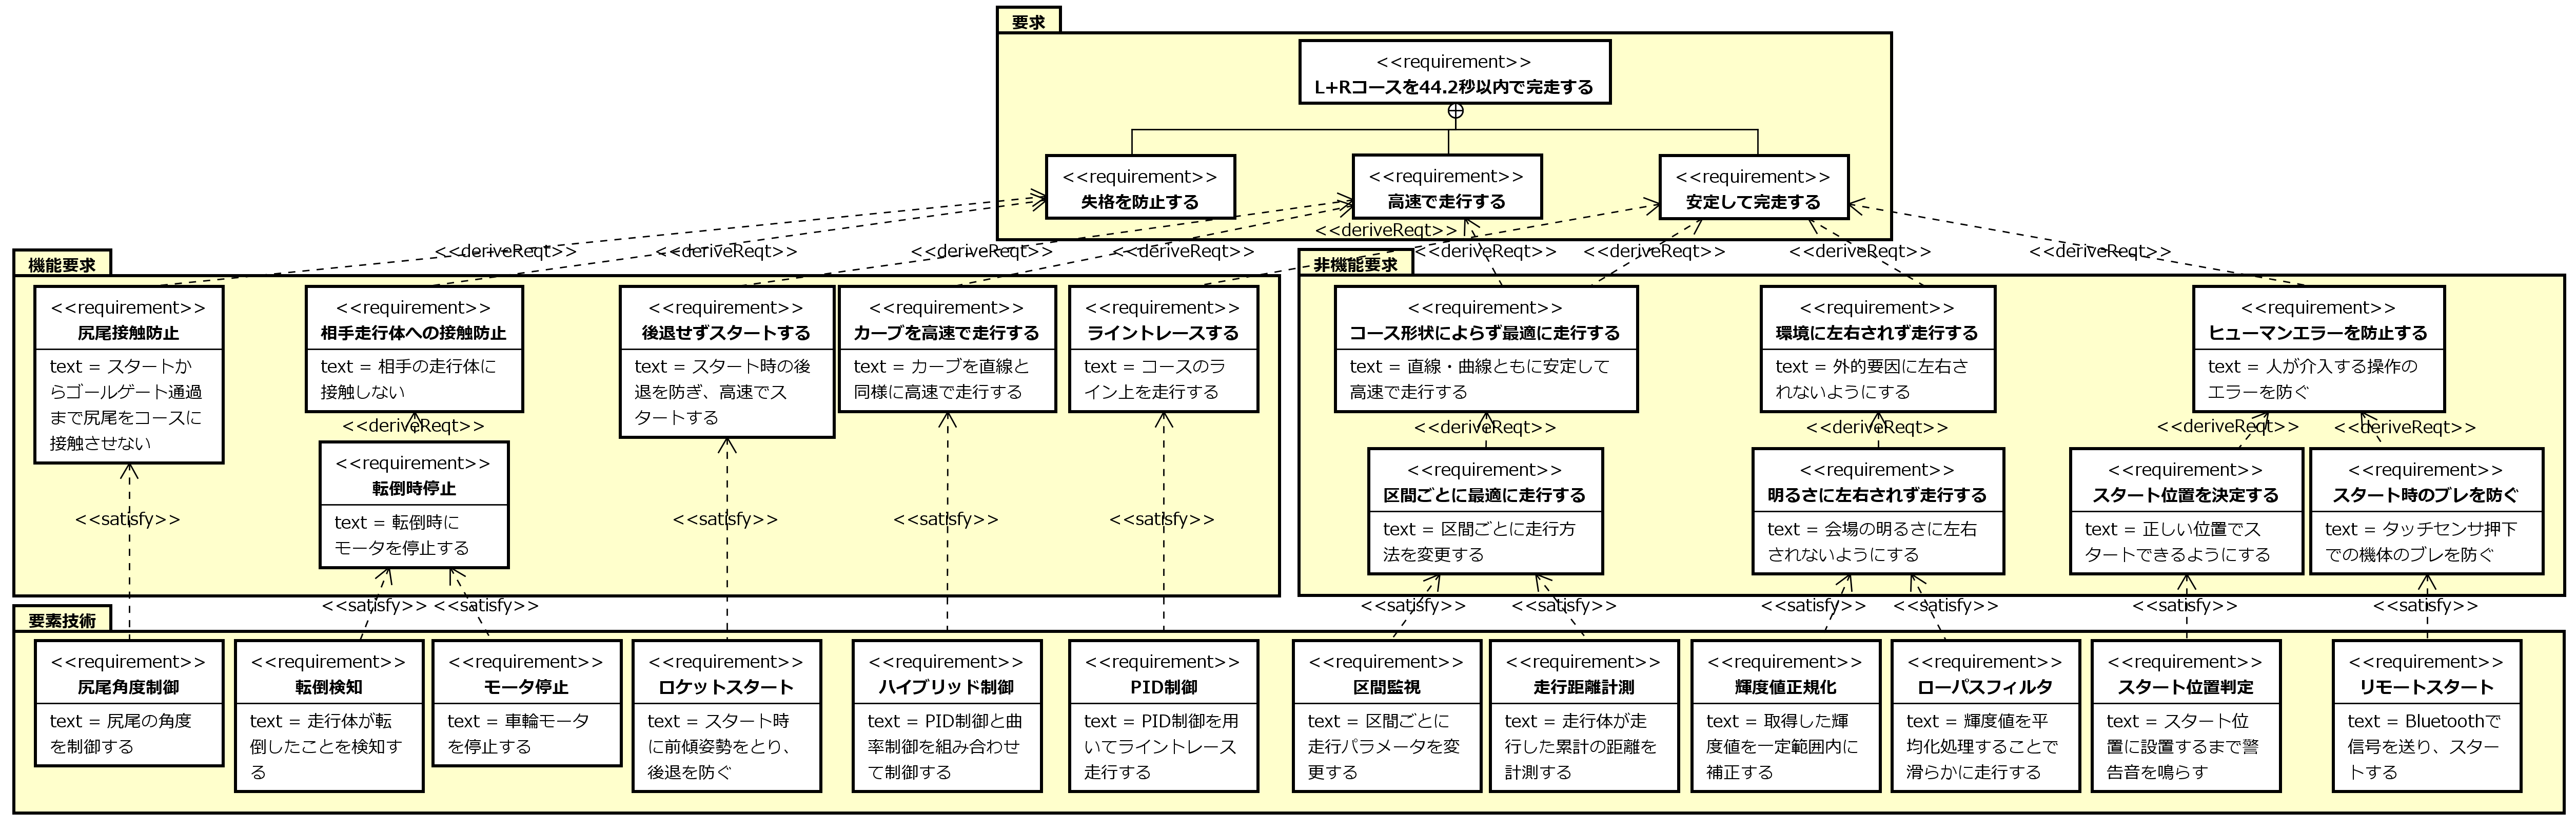 要求
<<requirement>>
L+Rコースを44.2秒以内で完走する
<<requirement>>
失格を防止する
<<requirement>>
高速で走行する
<<requirement>>
安定して完走する
<<deriveReqt>>
<<deriveReqt>>
<<deriveReqt>>
<<deriveReqt>>
<<deriveReqt>>
<<deriveReqt>>
<<deriveReqt>>
<<deriveReqt>>
<<deriveReqt>>
機能要求
<<requirement>>
尻尾接触防止
text = スタートか
らゴールゲート通過
まで尻尾をコースに
接触させない
<<requirement>>
相手走行体への接触防止
text = 相手の走行体に
接触しない
<<deriveReqt>>
<<requirement>>
転倒時停止
text = 転倒時に
モータを停止する
<<requirement>>
後退せずスタートする
text = スタート時の後
退を防ぎ、高速でス
タートする
<<requirement>>
カーブを高速で走行する
text = カーブを直線と
同様に高速で走行する
<<requirement>>
ライントレースする
text = コースのラ
イン上を走行する
<<satisfy>>
<<satisfy>>
<<satisfy>>
<<satisfy>>
<<satisfy>>
<<satisfy>>
非機能要求
<<requirement>>
コース形状によらず最適に走行する
text = 直線・曲線ともに安定して
高速で走行する
<<requirement>>
環境に左右されず走行する
text = 外的要因に左右さ
れないようにする
<<requirement>>
ヒューマンエラーを防止する
text = 人が介入する操作の
エラーを防ぐ
<<deriveReqt>>
<<deriveReqt>>
<<deriveReqt>>
<<deriveReqt>>
<<requirement>>
区間ごとに最適に走行する
text = 区間ごとに走行方
法を変更する
<<requirement>>
明るさに左右されず走行する
text = 会場の明るさに左右
されないようにする
<<requirement>>
スタート位置を決定する
text = 正しい位置でス
タートできるようにする
<<requirement>>
スタート時のブレを防ぐ
text = タッチセンサ押下
での機体のブレを防ぐ
<<satisfy>>
<<satisfy>>
<<satisfy>>
<<satisfy>>
<<satisfy>>
<<satisfy>>
要素技術
<<requirement>>
尻尾角度制御
text = 尻尾の角度
を制御する
<<requirement>>
転倒検知
text = 走行体が転
倒したことを検知す
る
<<requirement>>
モータ停止
text = 車輪モータ
を停止する
<<requirement>>
ロケットスタート
text = スタート時
に前傾姿勢をとり、
後退を防ぐ
<<requirement>>
ハイブリッド制御
text = PID制御と曲
率制御を組み合わせ
て制御する
<<requirement>>
PID制御
text = PID制御を用
いてライントレース
走行する
<<requirement>>
区間監視
text = 区間ごとに
走行パラメータを変
更する
<<requirement>>
走行距離計測
text = 走行体が走
行した累計の距離を
計測する
<<requirement>>
輝度値正規化
text = 取得した輝
度値を一定範囲内に
補正する
<<requirement>>
ローパスフィルタ
text = 輝度値を平
均化処理することで
滑らかに走行する
<<requirement>>
スタート位置判定
text = スタート位
置に設置するまで警
告音を鳴らす
<<requirement>>
リモートスタート
text = Bluetoothで
信号を送り、スター
トする